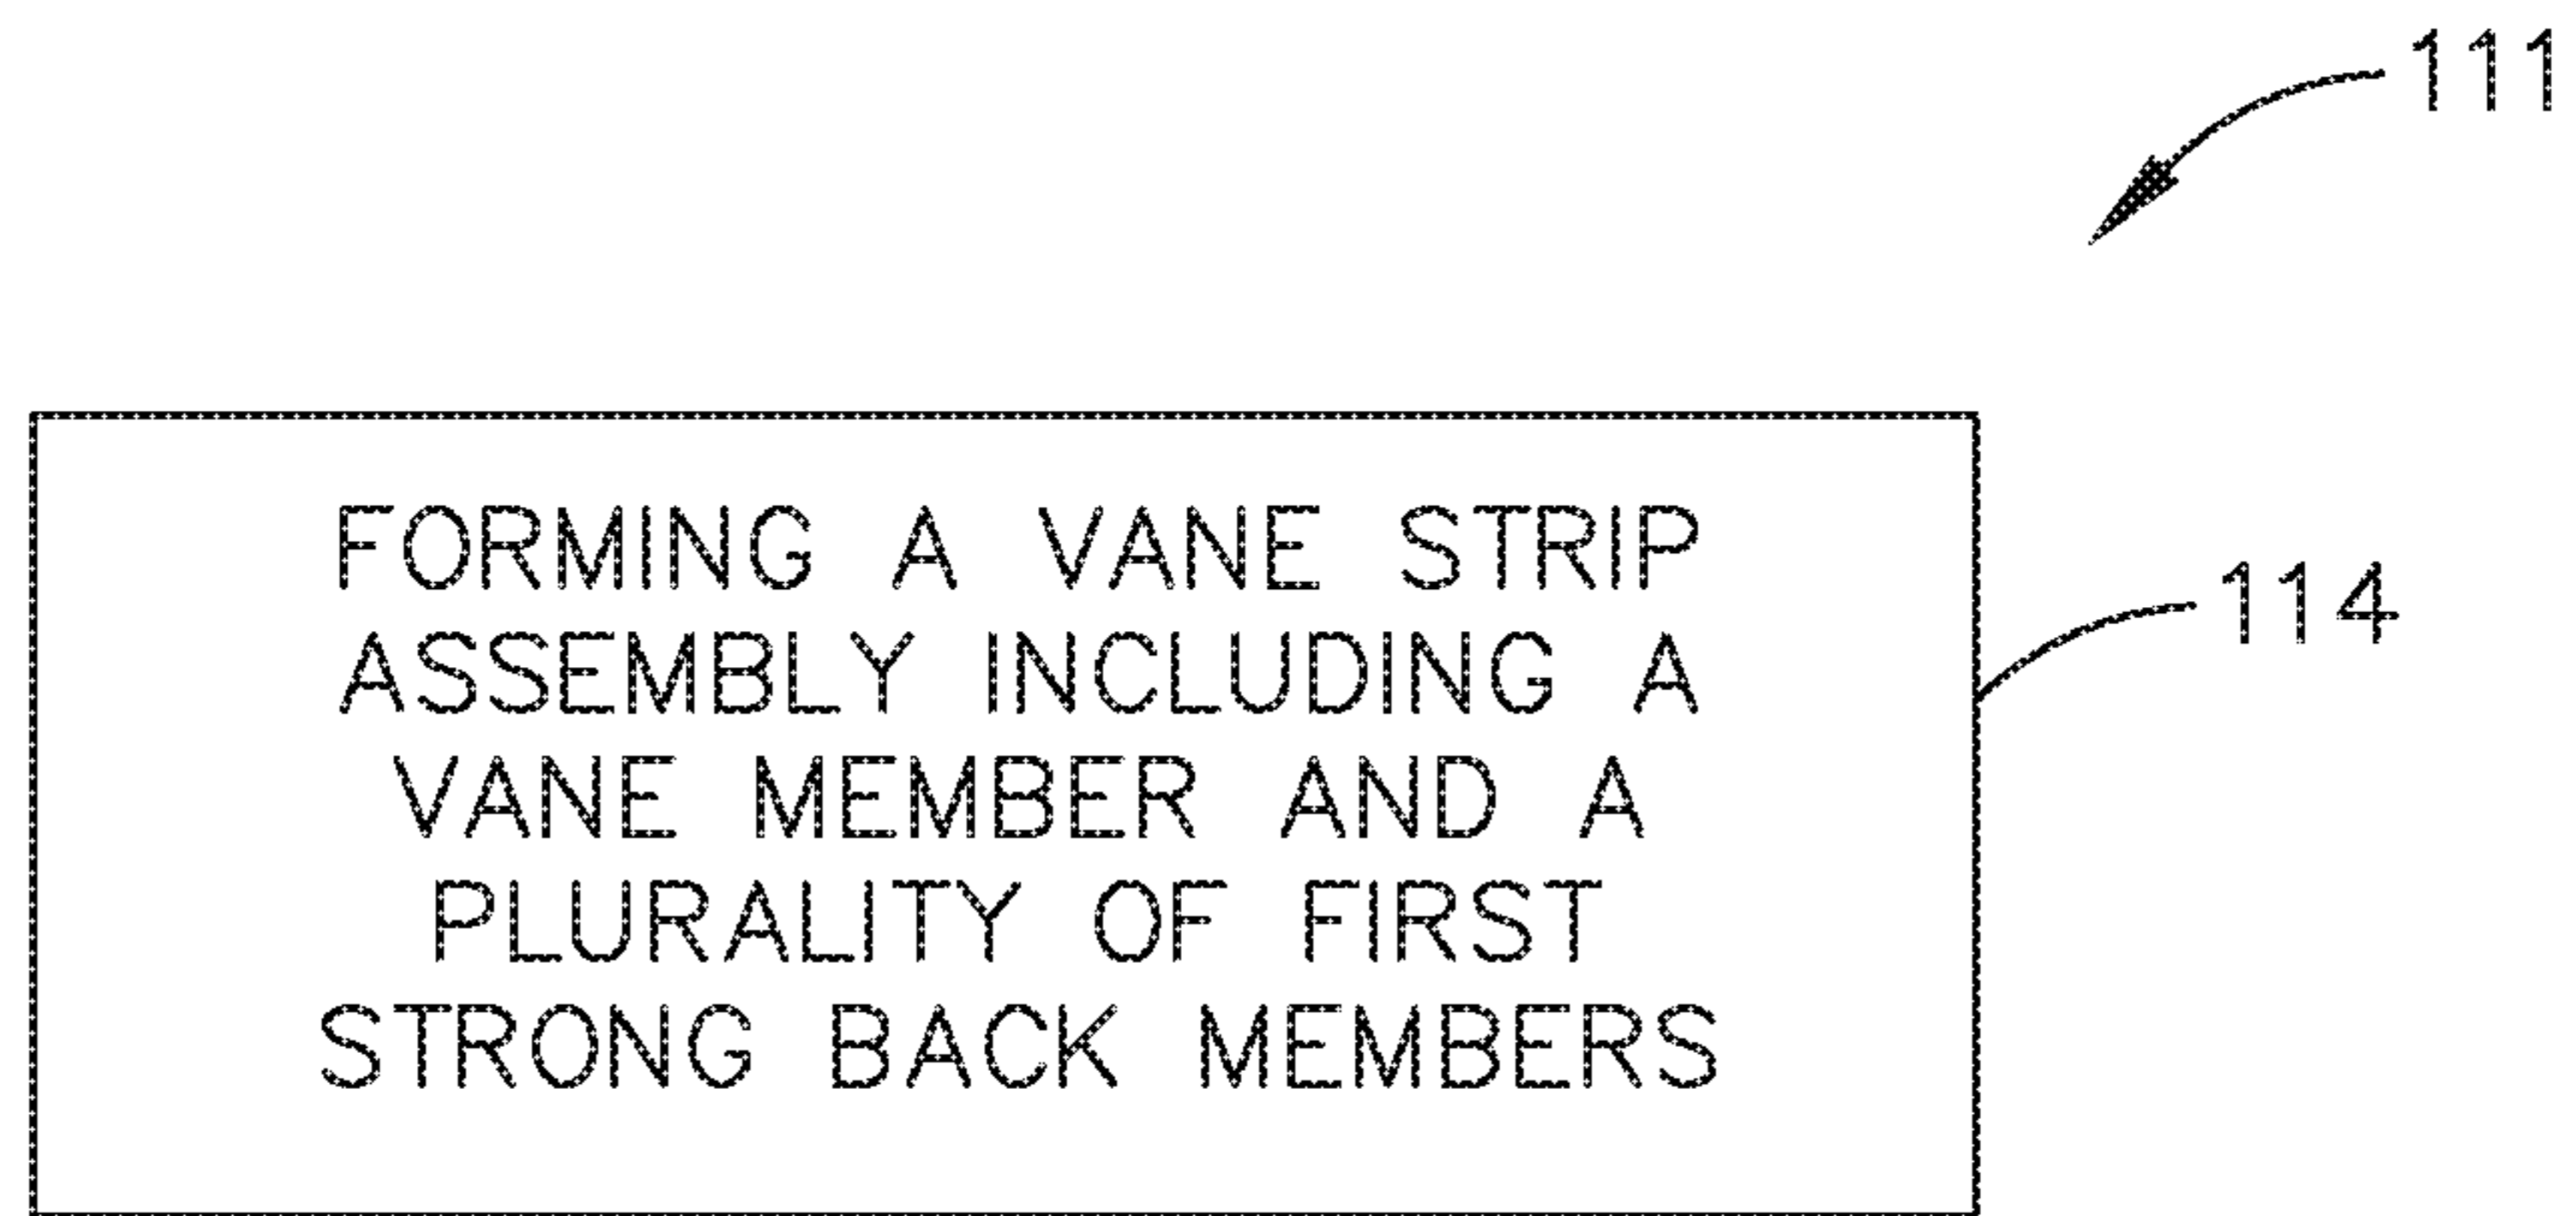 111
FORMING A VANE STRIP
ASSEMBLY INCLUDING A
VANE MEMBER AND A
PLURALITY OF FIRST
STRONG BACK MEMBERS
114